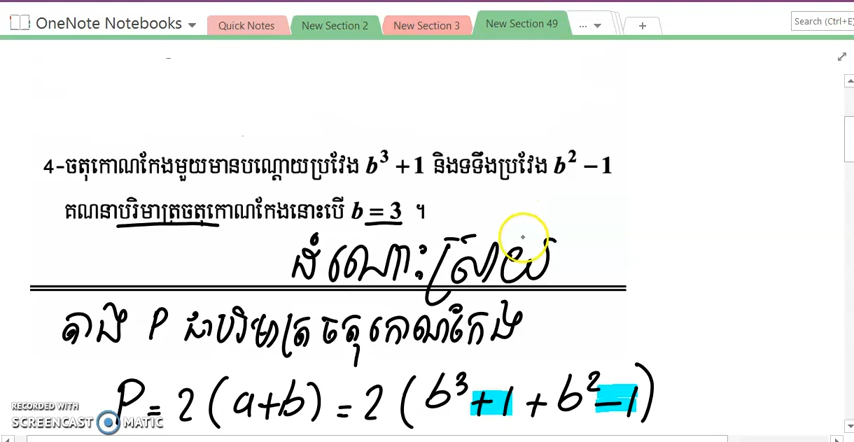 OneNote Notebooks Quick Notes New Section 2 New Section 3 New Section 49 ... + Search (Ctrl+E)
4-ចតុកោណកែងមួយមានបណ្តោយប្រវែង b³ + 1 និងទទឹងប្រវែង b² − 1
គណនាបរិមាត្រចតុកោណកែងនោះបើ b = 3 ។
ដំណោះស្រាយ
តាង P ជាបរិមាត្រចតុកោណកែង
P = 2 ( a+b ) = 2 ( b³ +1 + b² −1 )
RECORDED WITH
SCREENCAST MATIC